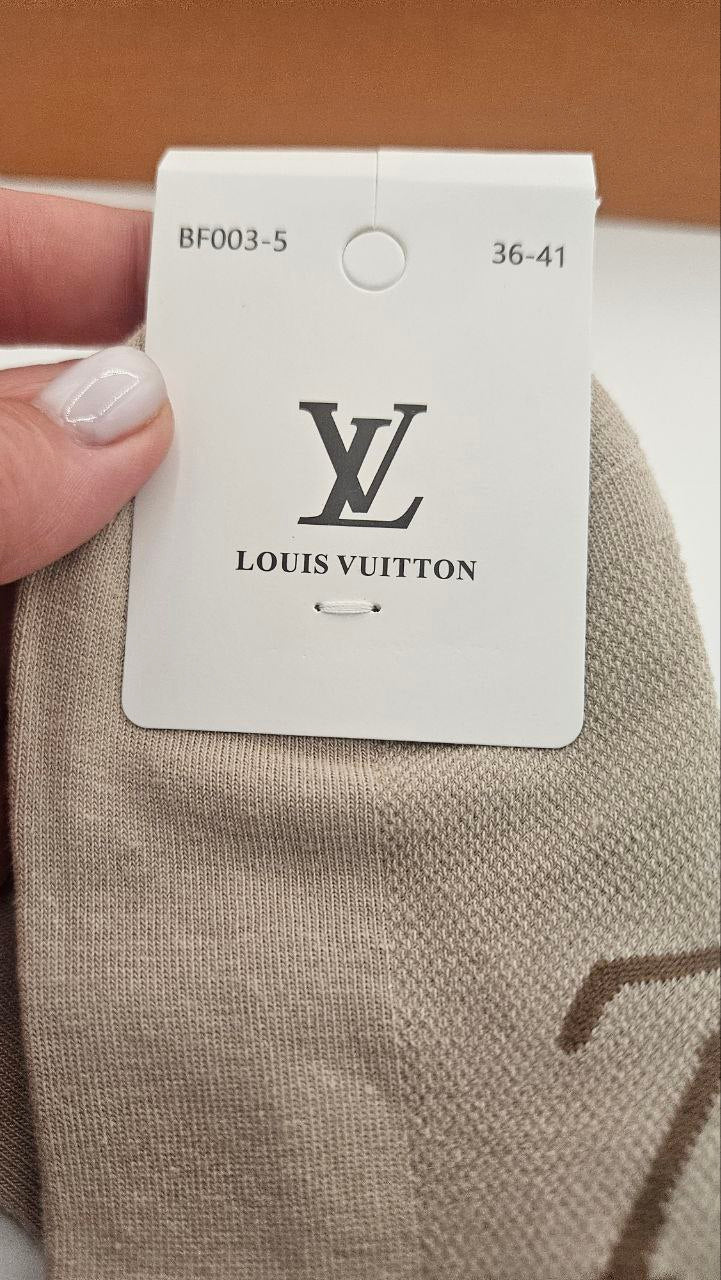 BF003-5
36-41
LV
LOUIS VUITTON